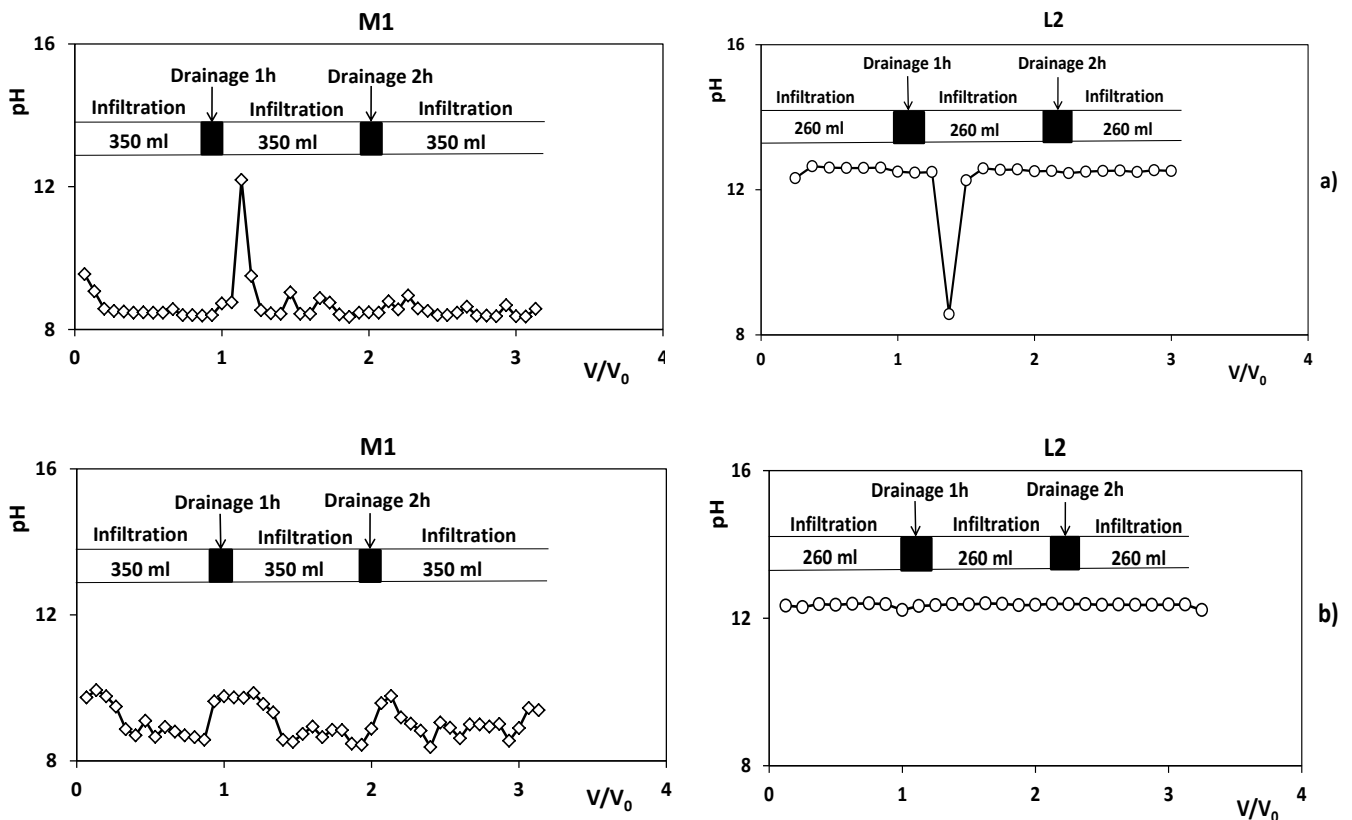 M1
16
12
8
pH
Drainage 1h Drainage 2h
Infiltration Infiltration Infiltration
350 ml 350 ml 350 ml
0 1 2 3 4
V/V0
L2
16
12
8
pH
Drainage 1h Drainage 2h
Infiltration Infiltration Infiltration
260 ml 260 ml 260 ml
0 1 2 3 4
V/V0
a)
M1
16
12
8
pH
Drainage 1h Drainage 2h
Infiltration Infiltration Infiltration
350 ml 350 ml 350 ml
0 1 2 3 4
V/V0
L2
16
12
8
pH
Drainage 1h Drainage 2h
Infiltration Infiltration Infiltration
260 ml 260 ml 260 ml
0 1 2 3 4
V/V0
b)